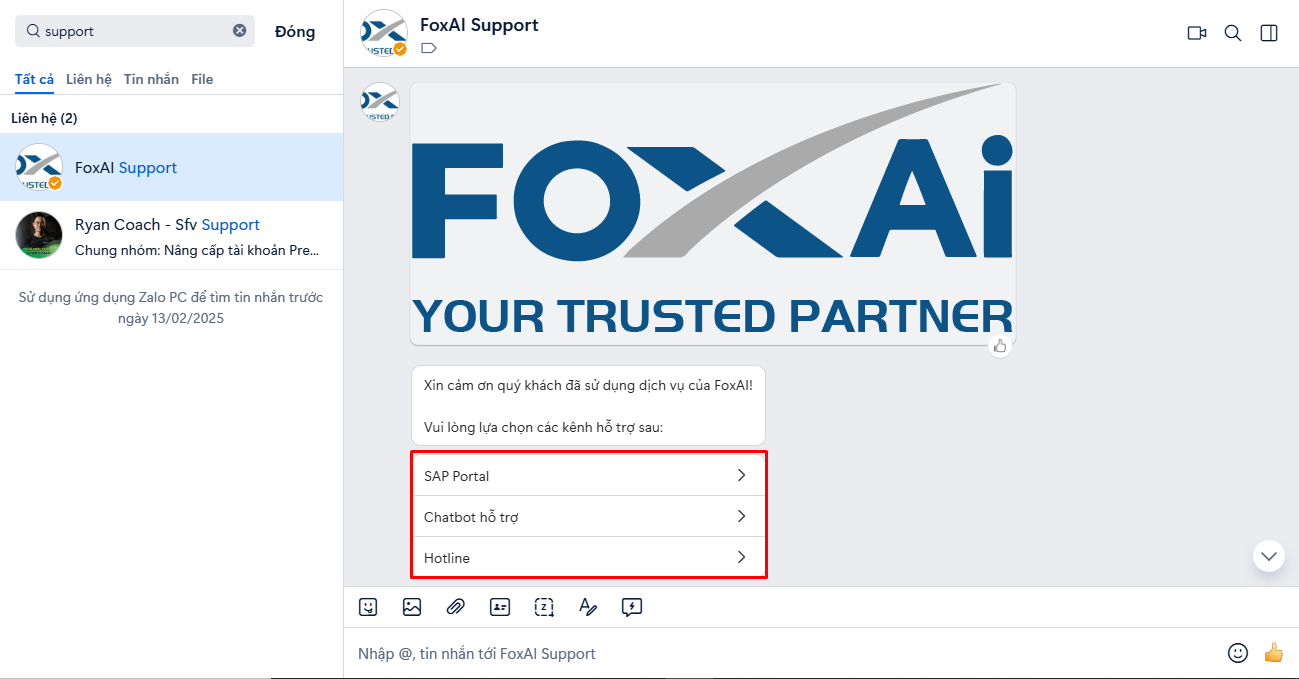 support
Đóng
Tất cả Liên hệ Tin nhắn File
Liên hệ (2)
FoxAI Support
Ryan Coach - Sfv Support
Chung nhóm: Nâng cấp tài khoản Pre...
Sử dụng ứng dụng Zalo PC để tìm tin nhắn trước
ngày 13/02/2025
FoxAI Support
FOXAi
YOUR TRUSTED PARTNER
Xin cảm ơn quý khách đã sử dụng dịch vụ của FoxAI!
Vui lòng lựa chọn các kênh hỗ trợ sau:
SAP Portal
Chatbot hỗ trợ
Hotline
Nhập @, tin nhắn tới FoxAI Support